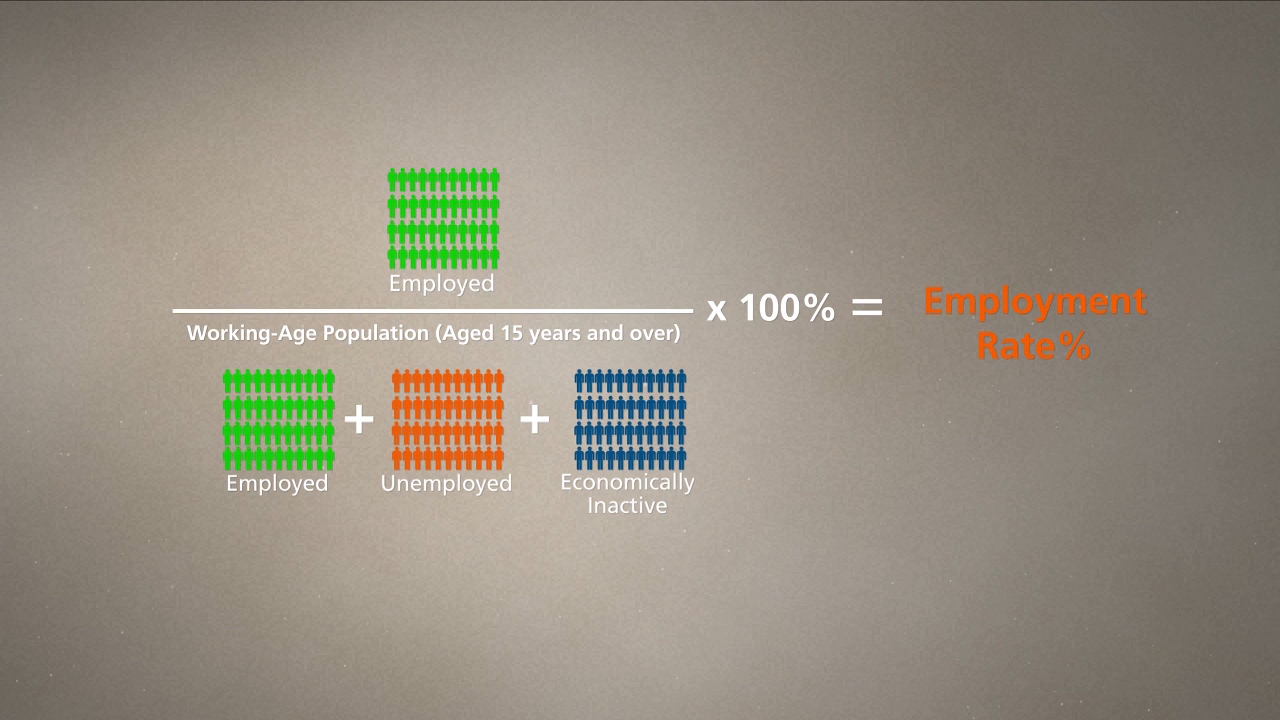 Employed
Working-Age Population (Aged 15 years and over)
x 100% =
Employment
Rate%
+
+
Employed
Unemployed
Economically
Inactive